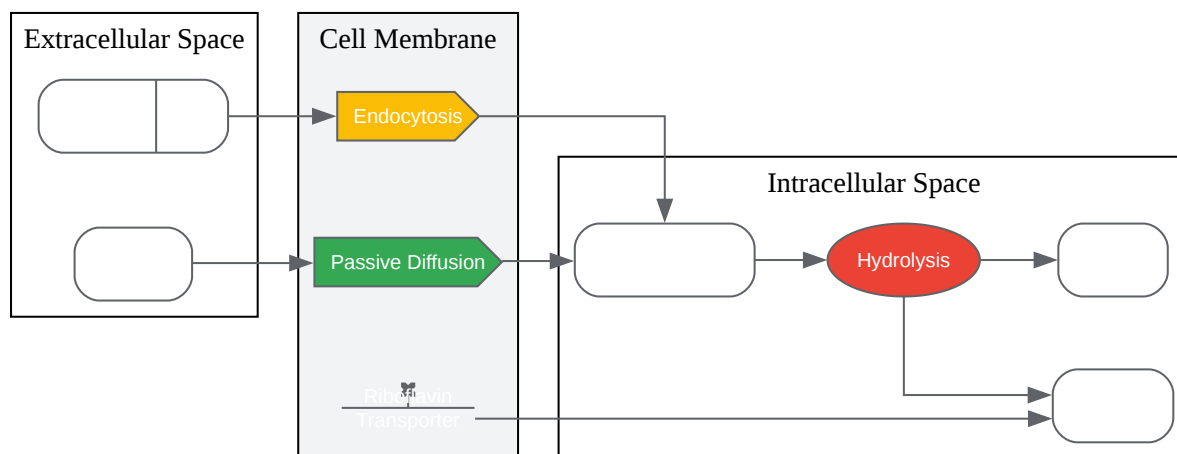 Extracellular Space
Cell Membrane
Endocytosis
Intracellular Space
Passive Diffusion
Hydrolysis
Riboflavin
Transporter